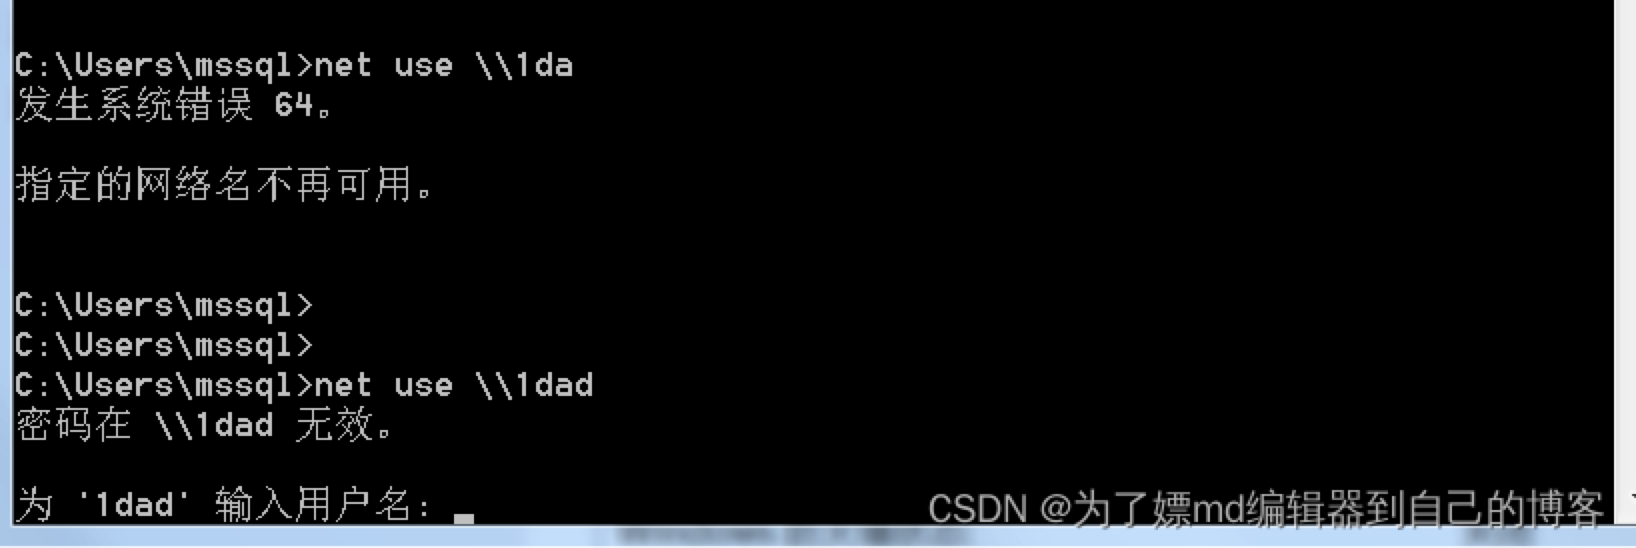 C:\Users\mssql>net use \\1da
发生系统错误 64。
指定的网络名不再可用。
C:\Users\mssql>
C:\Users\mssql>
C:\Users\mssql>net use \\1dad
密码在 \\1dad 无效。
为 '1dad' 输入用户名:
CSDN @为了嫖md编辑器到自己的博客